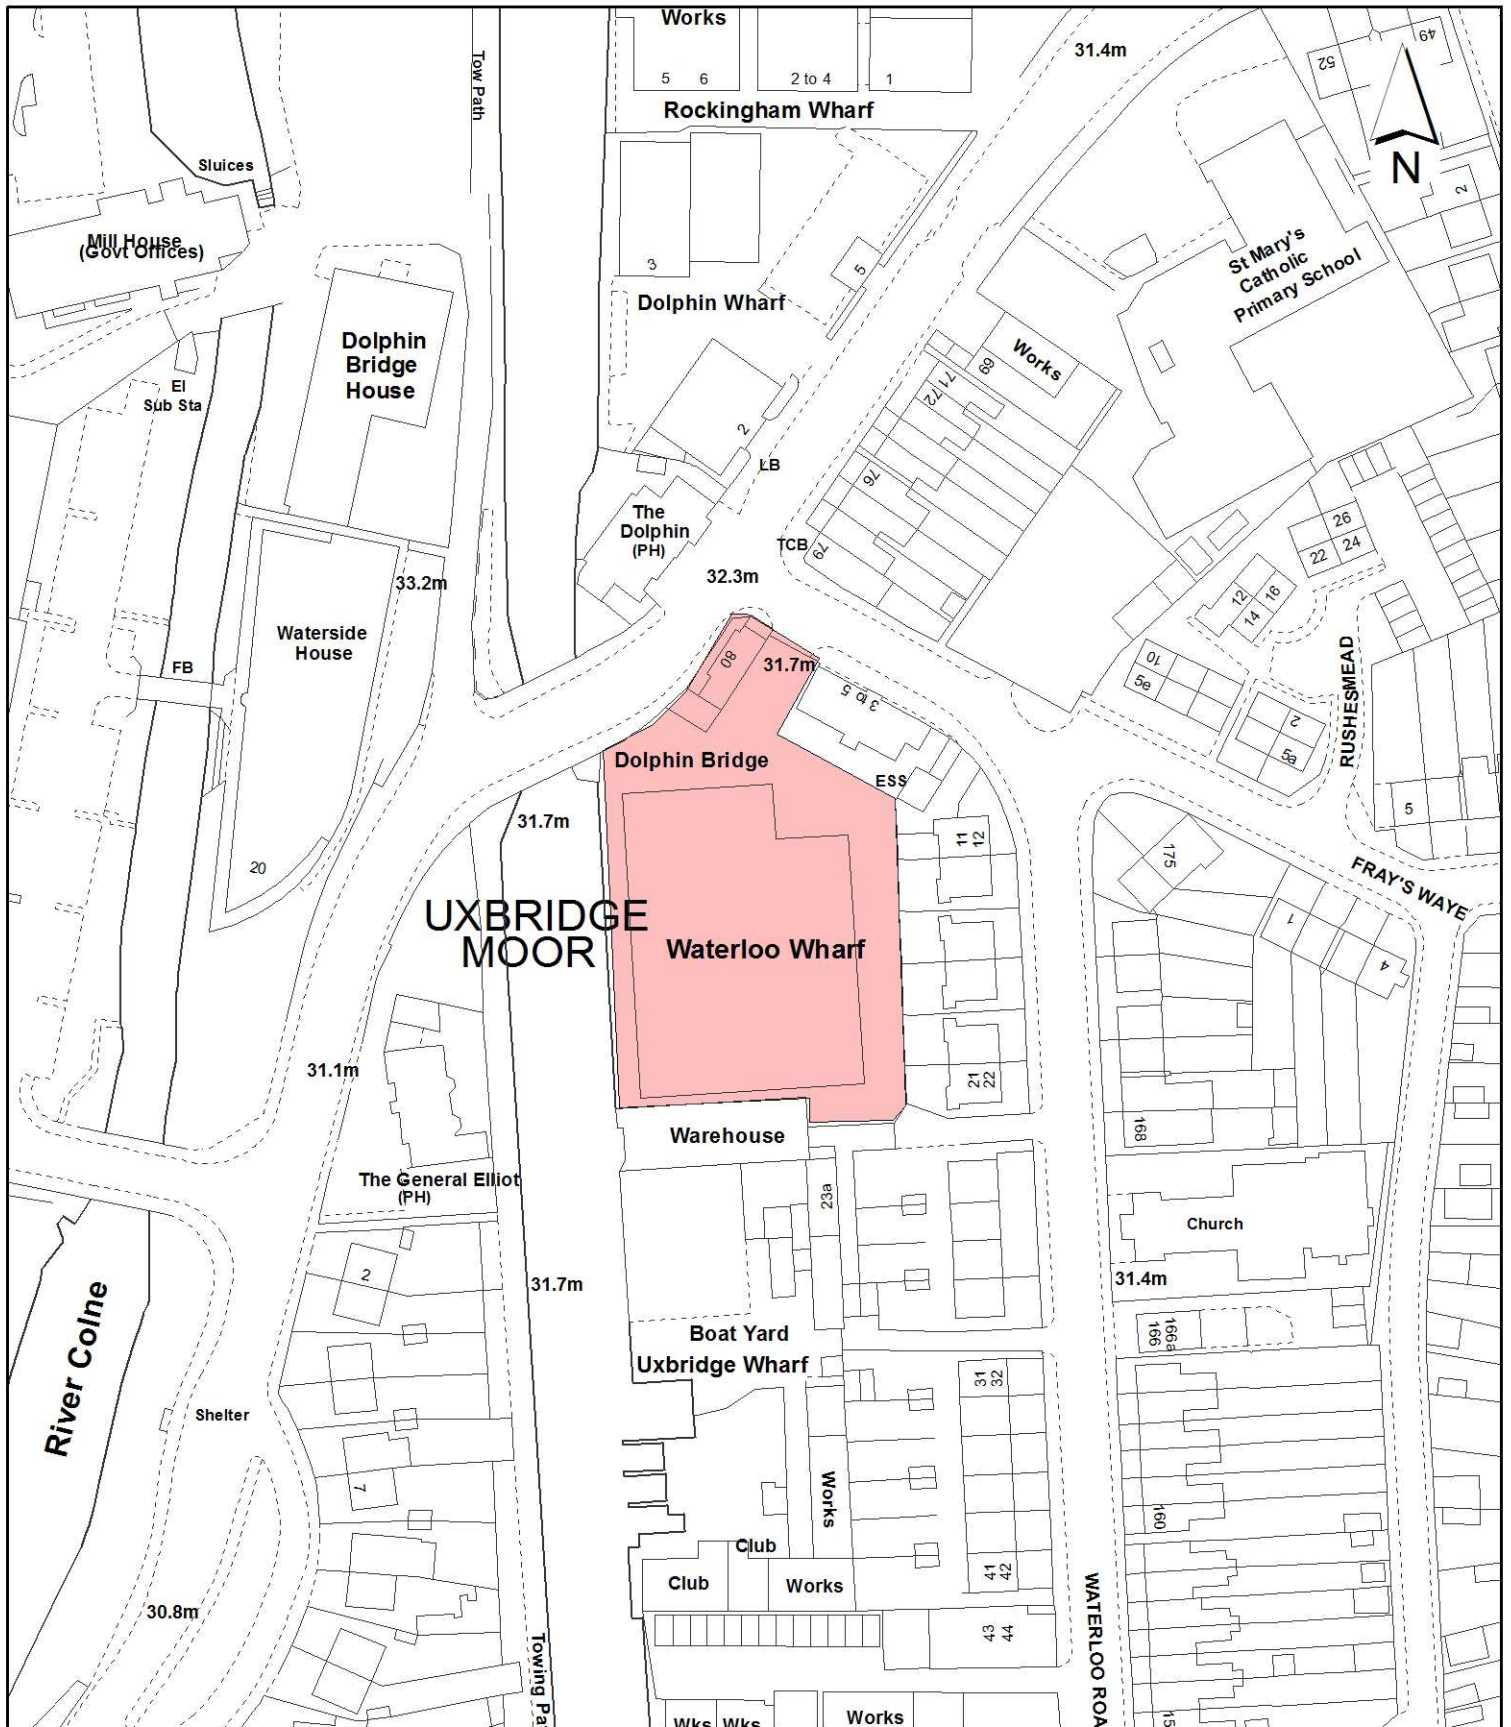 Works
5
6
2 to 4
1
Rockingham Wharf
Tow Path
31.4m
49
52
N
2
Sluices
Mill House
(Govt Offices)
3
5
Dolphin Wharf
St Mary's
Catholic
Primary School
Dolphin
Bridge
House
El
Sub Sta
Works
69
71
72
2
LB
76
The
Dolphin
(PH)
TCB
79
26
22
24
32.3m
33.2m
12
16
14
Waterside
House
FB
80
31.7m
3 to 5
10
5e
RUSHESMEAD
2
5a
Dolphin Bridge
ESS
5
31.7m
11
12
175
20
FRAY'S WAYE
UXBRIDGE
MOOR
Waterloo Wharf
1
4
31.1m
21
22
Warehouse
168
The General Elliot
(PH)
23a
Church
River Colne
2
31.7m
31.4m
Boat Yard
Uxbridge Wharf
166
166a
31
32
Shelter
7
Works
160
Club
Club
Works
41
42
30.8m
43
44
Towing Pa
WATERLOO ROA
Wks
Wks
Works
15